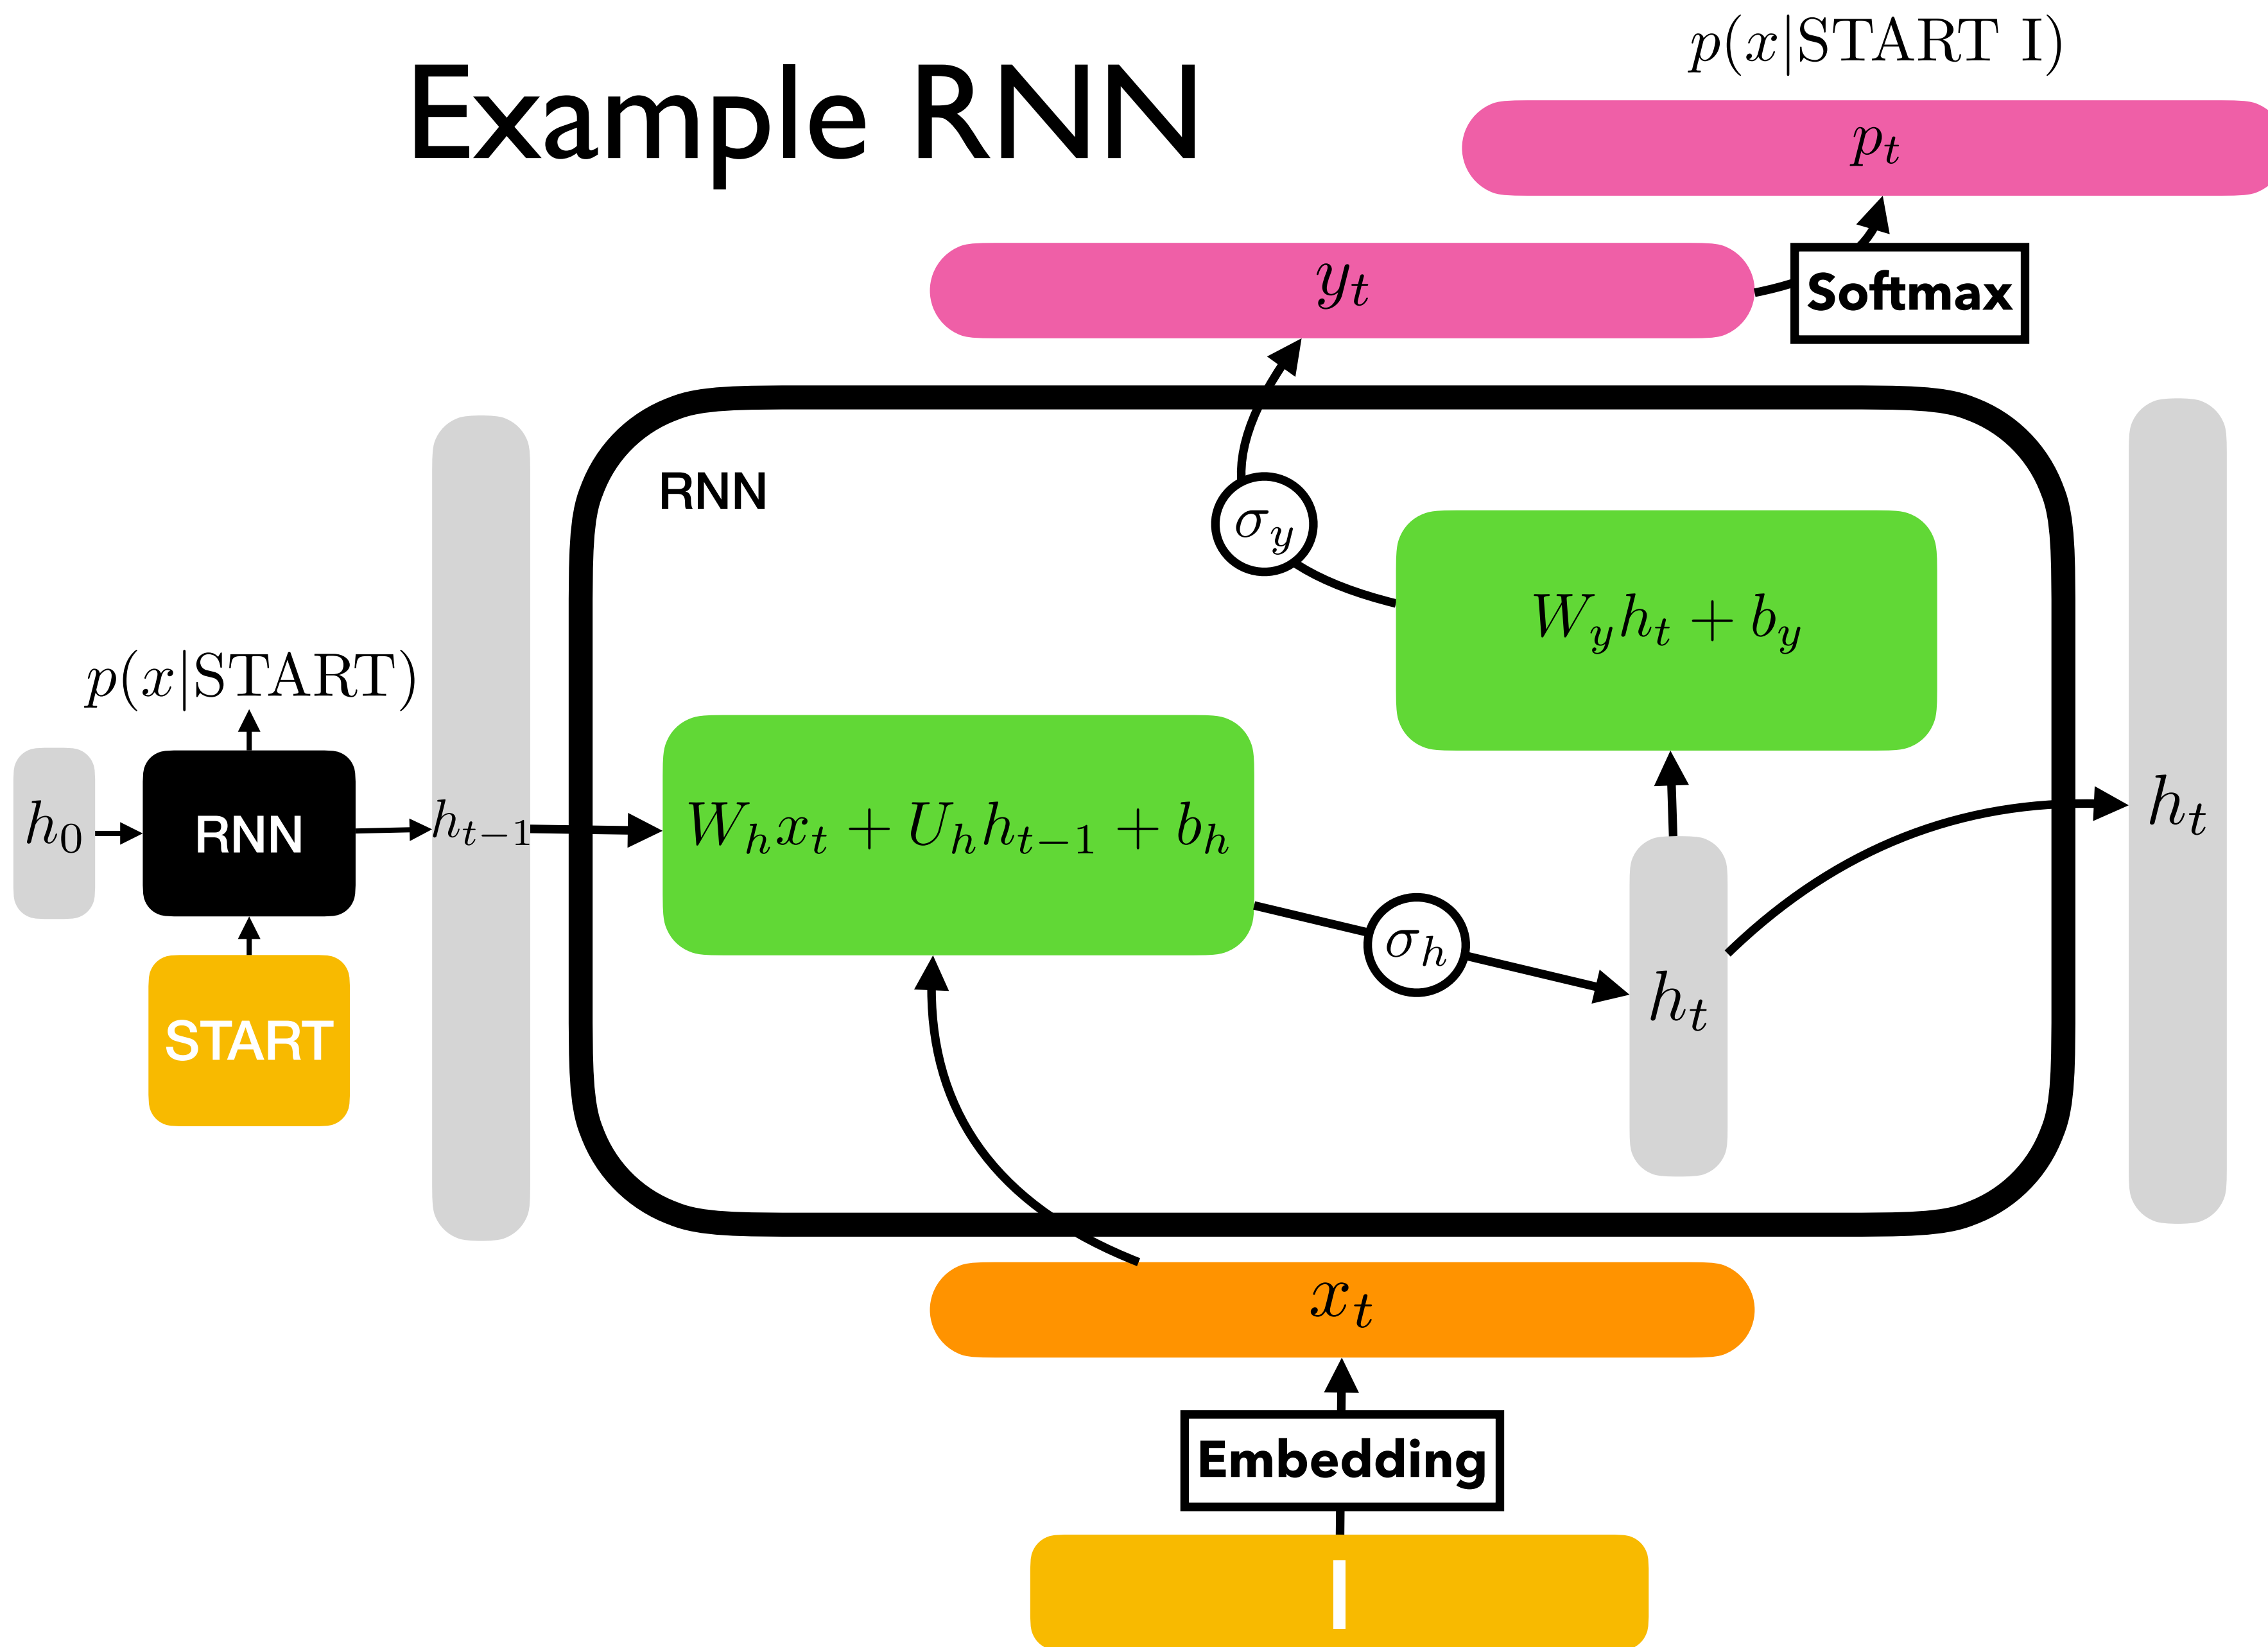 Example RNN
p(x|START I)
p_t
y_t
Softmax
RNN
σ_y
W_y h_t + b_y
p(x|START)
h_0
RNN
h_{t−1}
W_h x_t + U_h h_{t−1} + b_h
h_t
σ_h
h_t
START
x_t
Embedding
I